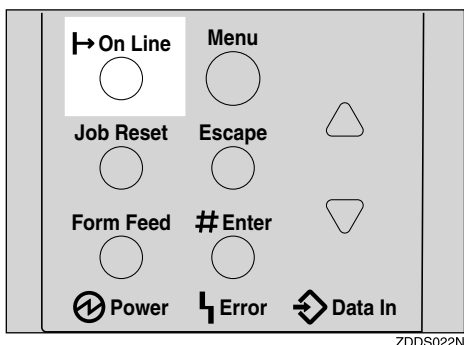 On Line Menu
Job Reset Escape
Form Feed # Enter
Power Error Data In
ZDDS022N